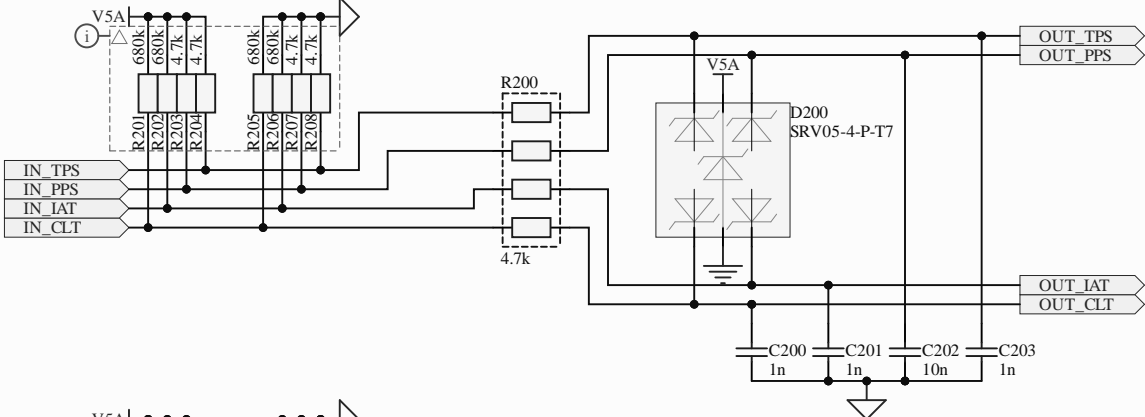 V5A
i
680k
680k
4.7k
4.7k
680k
680k
4.7k
4.7k
R201
R202
R203
R204
R205
R206
R207
R208
IN_TPS
IN_PPS
IN_IAT
IN_CLT
R200
4.7k
V5A
D200
SRV05-4-P-T7
OUT_TPS
OUT_PPS
OUT_IAT
OUT_CLT
C200
1n
C201
1n
C202
10n
C203
1n
V5A